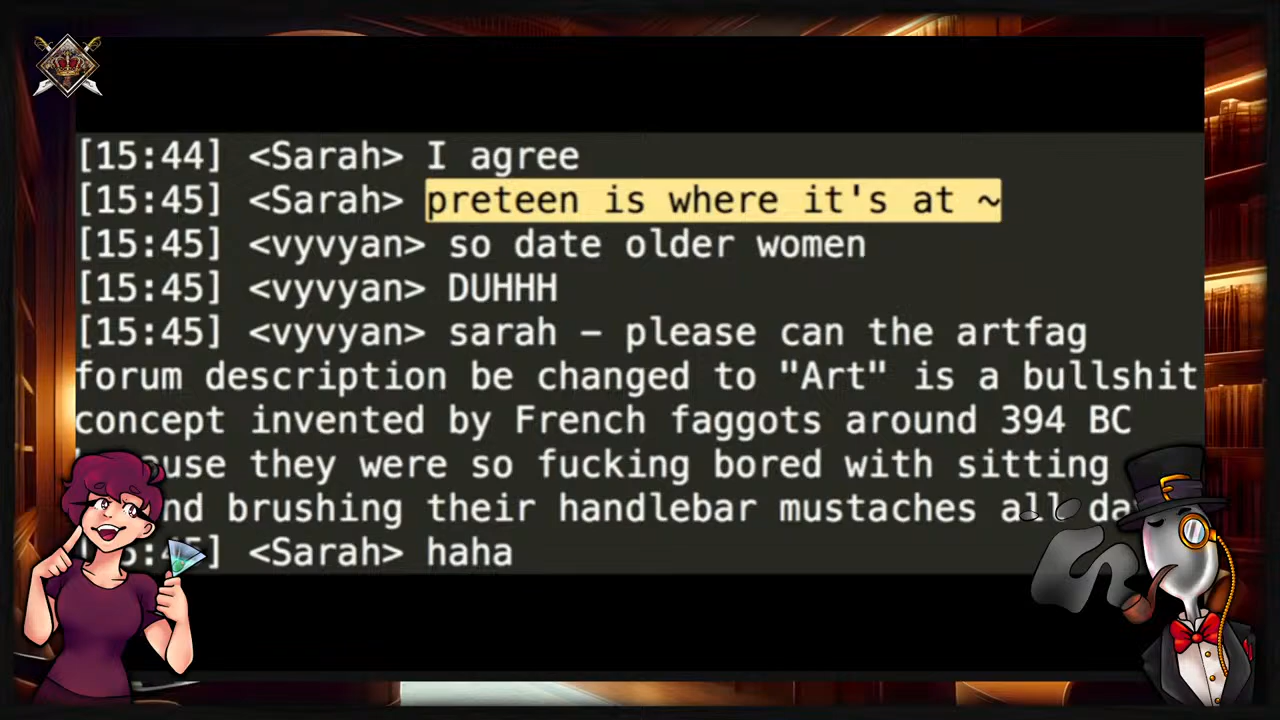 [15:44] <Sarah> I agree
[15:45] <Sarah> preteen is where it's at ~
[15:45] <vyvyan> so date older women
[15:45] <vyvyan> DUHHH
[15:45] <vyvyan> sarah – please can the artfag
forum description be changed to "Art" is a bullshit
concept invented by French faggots around 394 BC
they were so fucking bored with sitting
brushing their handlebar mustaches all
<Sarah> haha